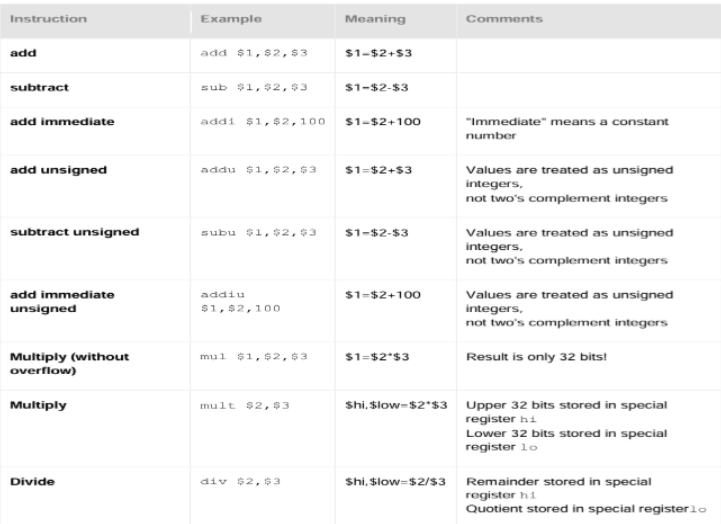 Instruction Example Meaning Comments
add add $1,$2,$3 $1=$2+$3
subtract sub $1,$2,$3 $1=$2-$3
add immediate addi $1,$2,100 $1=$2+100 "Immediate" means a constant
number
add unsigned addu $1,$2,$3 $1=$2+$3 Values are treated as unsigned
integers,
not two's complement integers
subtract unsigned subu $1,$2,$3 $1=$2-$3 Values are treated as unsigned
integers,
not two's complement integers
add immediate addiu $1=$2+100 Values are treated as unsigned
unsigned $1,$2,100 integers,
not two's complement integers
Multiply (without mul $1,$2,$3 $1=$2*$3 Result is only 32 bits!
overflow)
Multiply mult $2,$3 $hi,$low=$2*$3 Upper 32 bits stored in special
register hi
Lower 32 bits stored in special
register lo
Divide div $2,$3 $hi,$low=$2/$3 Remainder stored in special
register hi
Quotient stored in special registerlo